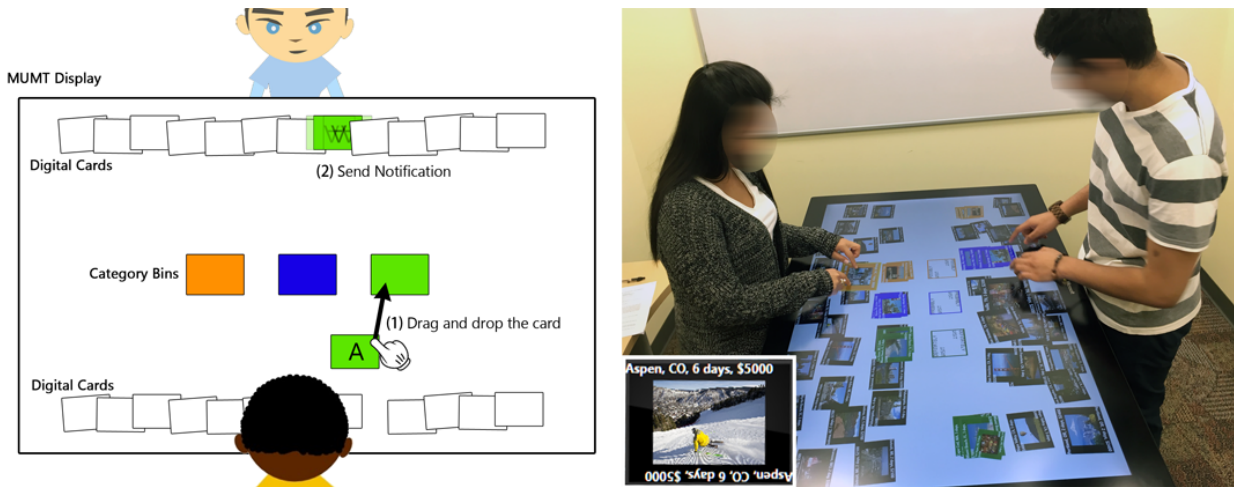 MUMT Display
W
Digital Cards
(2) Send Notification
Category Bins
(1) Drag and drop the card
A
Digital Cards
Aspen, CO, 6 days, $5000
Aspen, CO, 6 days, $5000